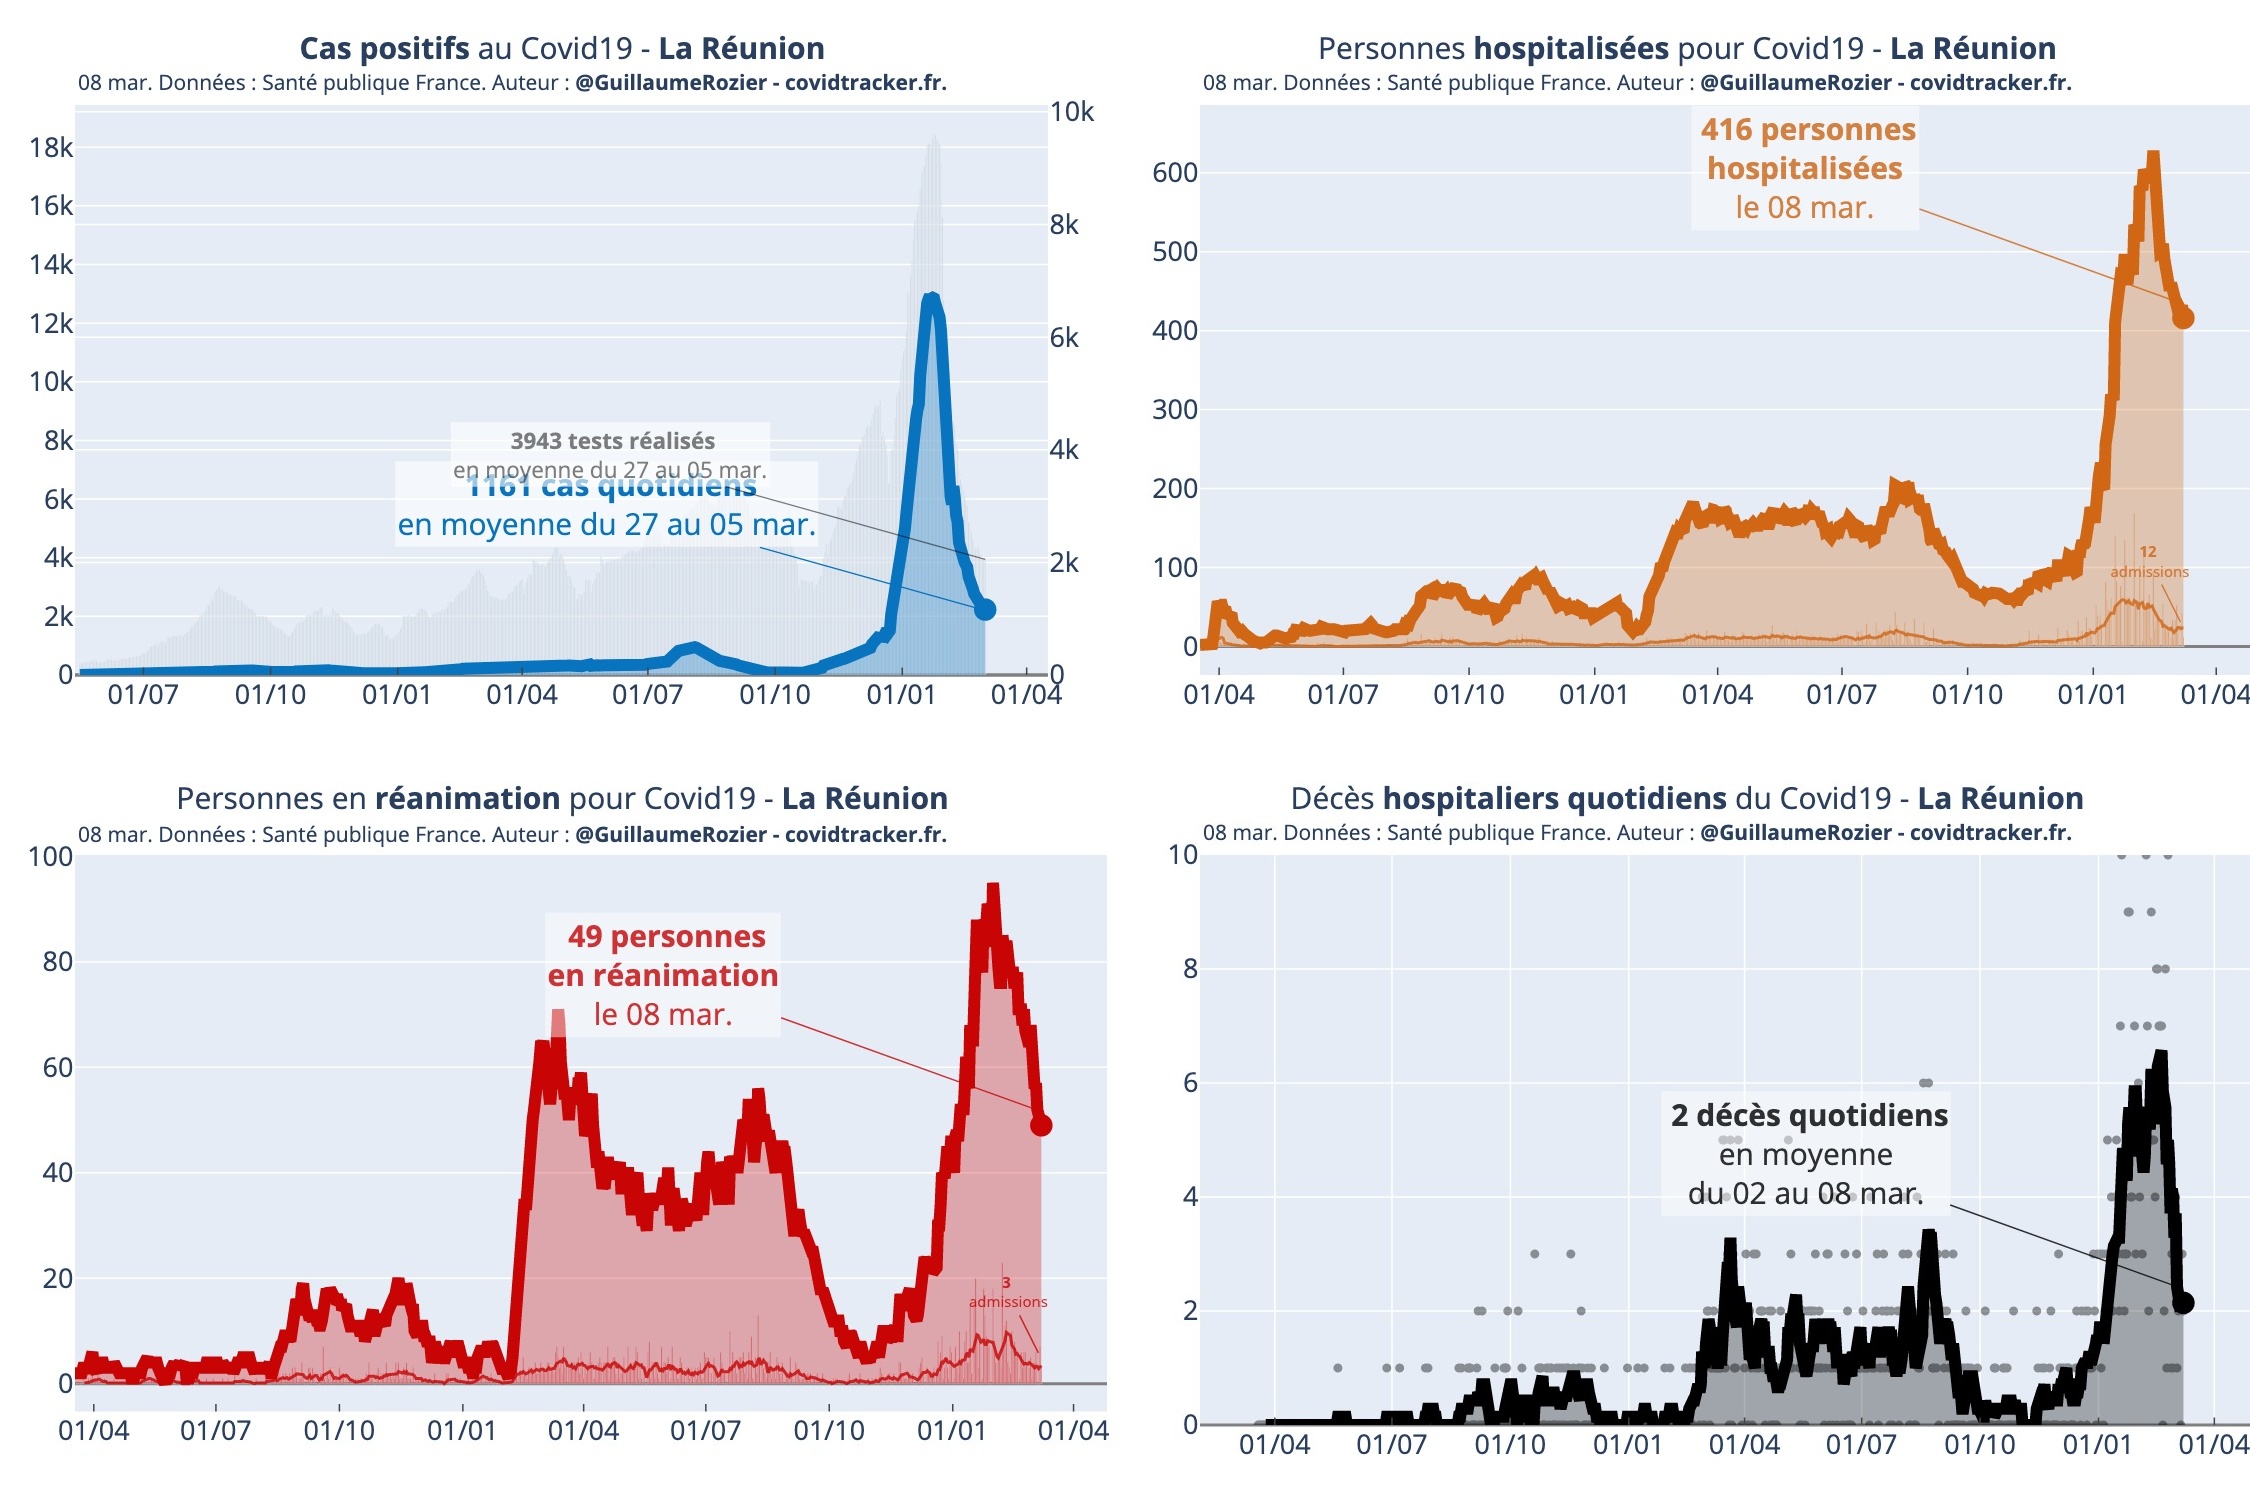 Cas positifs au Covid19 - La Réunion
08 mar. Données : Santé publique France. Auteur : @GuillaumeRozier - covidtracker.fr.
18k
16k
14k
12k
10k
8k
6k
4k
2k
0
10k
8k
6k
4k
2k
0
3943 tests réalisés
en moyenne du 27 au 05 mar.
1161 cas quotidiens
en moyenne du 27 au 05 mar.
01/07 01/10 01/01 01/04 01/07 01/10 01/01 01/04
Personnes hospitalisées pour Covid19 - La Réunion
08 mar. Données : Santé publique France. Auteur : @GuillaumeRozier - covidtracker.fr.
600
500
400
300
200
100
0
416 personnes
hospitalisées
le 08 mar.
12
admissions
01/04 01/07 01/10 01/01 01/04 01/07 01/10 01/01 01/04
Personnes en réanimation pour Covid19 - La Réunion
08 mar. Données : Santé publique France. Auteur : @GuillaumeRozier - covidtracker.fr.
100
80
60
40
20
0
49 personnes
en réanimation
le 08 mar.
3
admissions
01/04 01/07 01/10 01/01 01/04 01/07 01/10 01/01 01/04
Décès hospitaliers quotidiens du Covid19 - La Réunion
08 mar. Données : Santé publique France. Auteur : @GuillaumeRozier - covidtracker.fr.
10
8
6
4
2
0
2 décès quotidiens
en moyenne
du 02 au 08 mar.
01/04 01/07 01/10 01/01 01/04 01/07 01/10 01/01 01/04